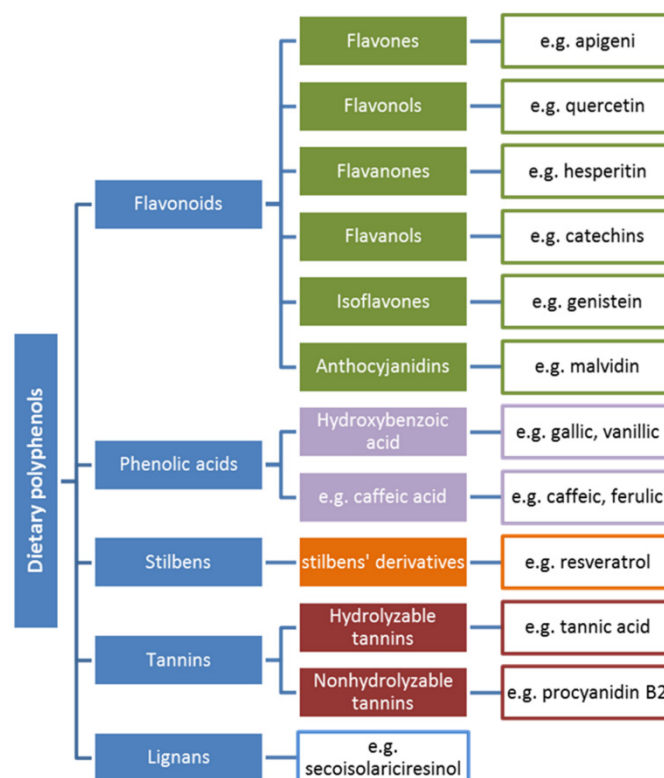 Dietary polyphenols
Flavonoids
Flavones
e.g. apigeni
Flavonols
e.g. quercetin
Flavanones
e.g. hesperitin
Flavanols
e.g. catechins
Isoflavones
e.g. genistein
Anthocyjanidins
e.g. malvidin
Phenolic acids
Hydroxybenzoic
acid
e.g. gallic, vanillic
e.g. caffeic acid
e.g. caffeic, ferulic
Stilbens
stilbens' derivatives
e.g. resveratrol
Tannins
Hydrolyzable
tannins
e.g. tannic acid
Nonhydrolyzable
tannins
e.g. procyanidin B2
Lignans
e.g.
secoisolariciresinol